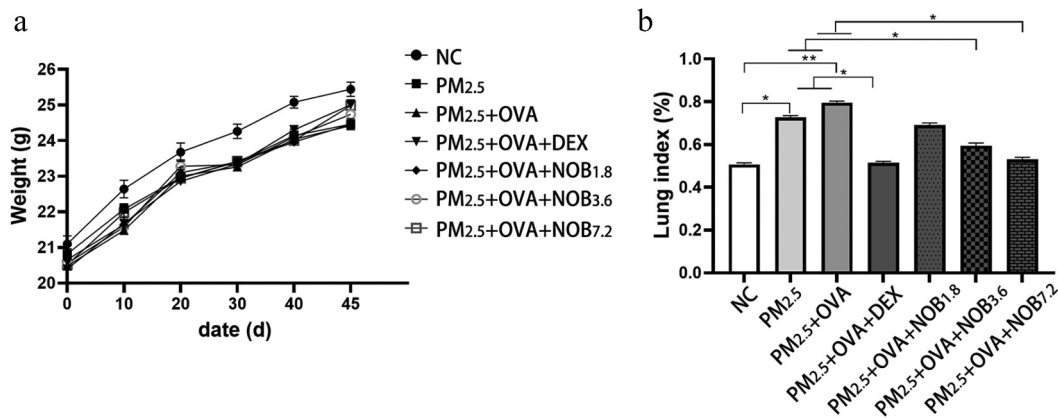 a
Weight (g)
26
25
24
23
22
21
20
0
10
20
30
40
45
date (d)
NC
PM2.5
PM2.5+OVA
PM2.5+OVA+DEX
PM2.5+OVA+NOB1.8
PM2.5+OVA+NOB3.6
PM2.5+OVA+NOB7.2
b
Lung index (%)
1.0
0.8
0.6
0.4
0.2
0.0
*
*
**
*
*
NC
PM2.5
PM2.5+OVA
PM2.5+OVA+DEX
PM2.5+OVA+NOB1.8
PM2.5+OVA+NOB3.6
PM2.5+OVA+NOB7.2